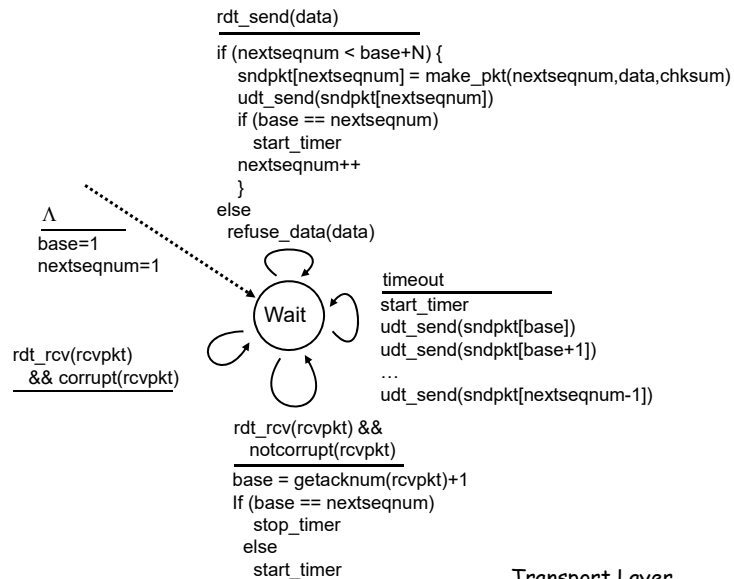 rdt_send(data)
if (nextseqnum < base+N) {
sndpkt[nextseqnum] = make_pkt(nextseqnum,data,chksum)
udt_send(sndpkt[nextseqnum])
if (base == nextseqnum)
start_timer
nextseqnum++
}
else
refuse_data(data)
Λ
base=1
nextseqnum=1
Wait
timeout
start_timer
udt_send(sndpkt[base])
udt_send(sndpkt[base+1])
…
udt_send(sndpkt[nextseqnum-1])
rdt_rcv(rcvpkt)
&& corrupt(rcvpkt)
rdt_rcv(rcvpkt) &&
notcorrupt(rcvpkt)
base = getacknum(rcvpkt)+1
If (base == nextseqnum)
stop_timer
else
start_timer
Transport Layer